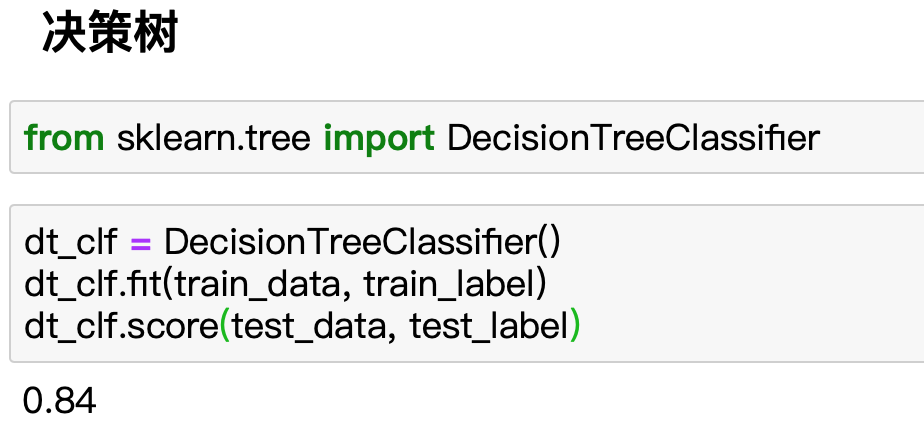 决策树
from sklearn.tree import DecisionTreeClassifier
dt_clf = DecisionTreeClassifier()
dt_clf.fit(train_data, train_label)
dt_clf.score(test_data, test_label)
0.84